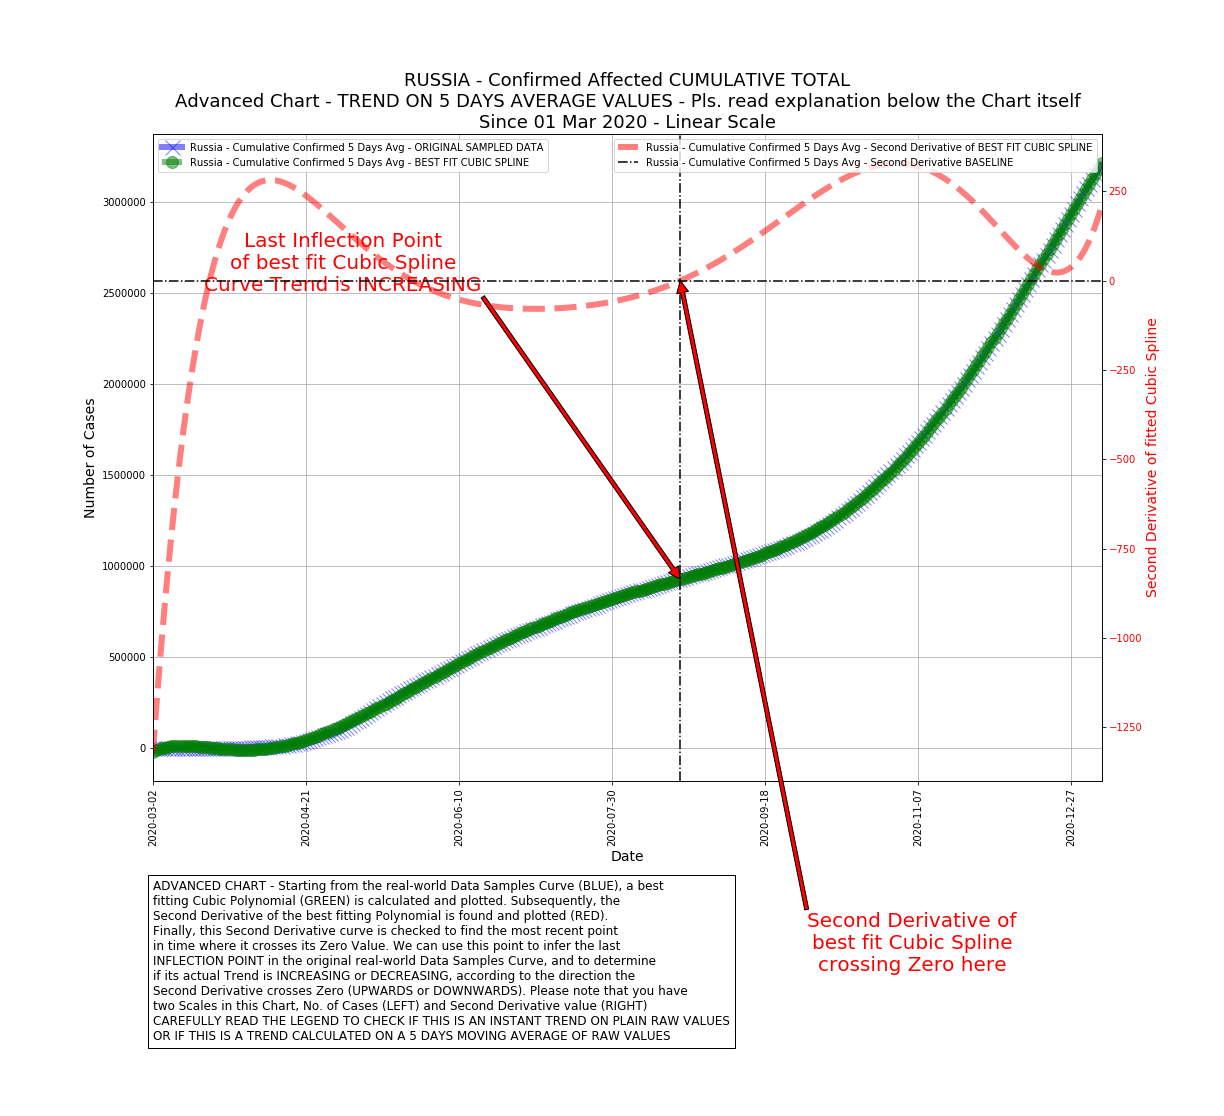 RUSSIA - Confirmed Affected CUMULATIVE TOTAL
Advanced Chart - TREND ON 5 DAYS AVERAGE VALUES - Pls. read explanation below the Chart itself
Since 01 Mar 2020 - Linear Scale
Russia - Cumulative Confirmed 5 Days Avg - ORIGINAL SAMPLED DATA
Russia - Cumulative Confirmed 5 Days Avg - BEST FIT CUBIC SPLINE
Russia - Cumulative Confirmed 5 Days Avg - Second Derivative of BEST FIT CUBIC SPLINE
Russia - Cumulative Confirmed 5 Days Avg - Second Derivative BASELINE
Last Inflection Point
of best fit Cubic Spline
Curve Trend is INCREASING
Number of Cases
3000000
2500000
2000000
1500000
1000000
500000
0
250
0
−250
−500
−750
−1000
−1250
Second Derivative of fitted Cubic Spline
2020-03-02
2020-04-21
2020-06-10
2020-07-30
2020-09-18
2020-11-07
2020-12-27
Date
Second Derivative of
best fit Cubic Spline
crossing Zero here
ADVANCED CHART - Starting from the real-world Data Samples Curve (BLUE), a best
fitting Cubic Polynomial (GREEN) is calculated and plotted. Subsequently, the
Second Derivative of the best fitting Polynomial is found and plotted (RED).
Finally, this Second Derivative curve is checked to find the most recent point
in time where it crosses its Zero Value. We can use this point to infer the last
INFLECTION POINT in the original real-world Data Samples Curve, and to determine
if its actual Trend is INCREASING or DECREASING, according to the direction the
Second Derivative crosses Zero (UPWARDS or DOWNWARDS). Please note that you have
two Scales in this Chart, No. of Cases (LEFT) and Second Derivative value (RIGHT)
CAREFULLY READ THE LEGEND TO CHECK IF THIS IS AN INSTANT TREND ON PLAIN RAW VALUES
OR IF THIS IS A TREND CALCULATED ON A 5 DAYS MOVING AVERAGE OF RAW VALUES